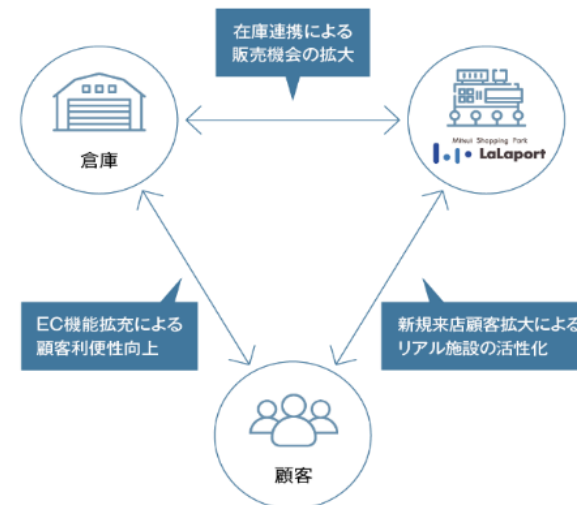 在庫連携による
販売機会の拡大
倉庫
Mitsui Shopping Park
LaLaport
EC機能拡充による
顧客利便性向上
新規来店顧客拡大による
リアル施設の活性化
顧客